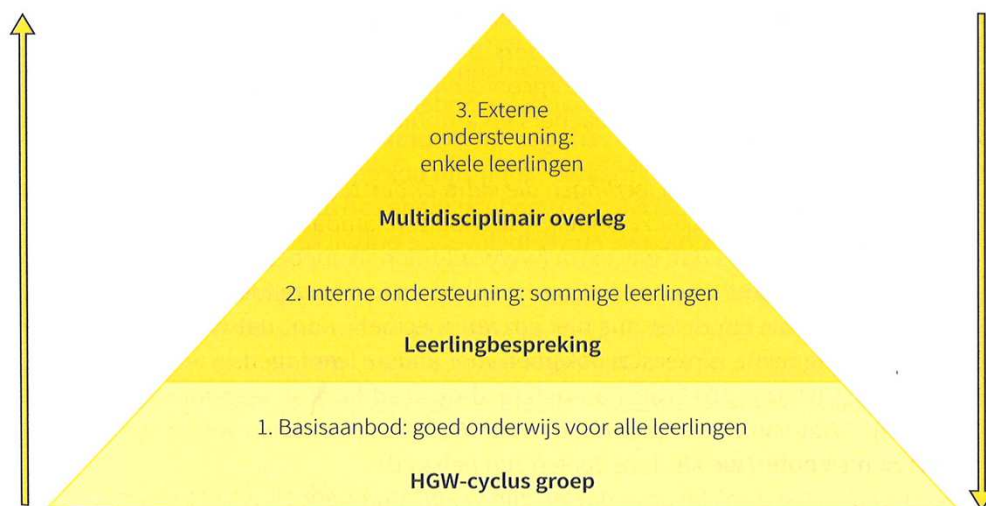 3. Externe
ondersteuning:
enkele leerlingen
Multidisciplinair overleg
2. Interne ondersteuning: sommige leerlingen
Leerlingbespreking
1. Basisaanbod: goed onderwijs voor alle leerlingen
HGW-cyclus groep